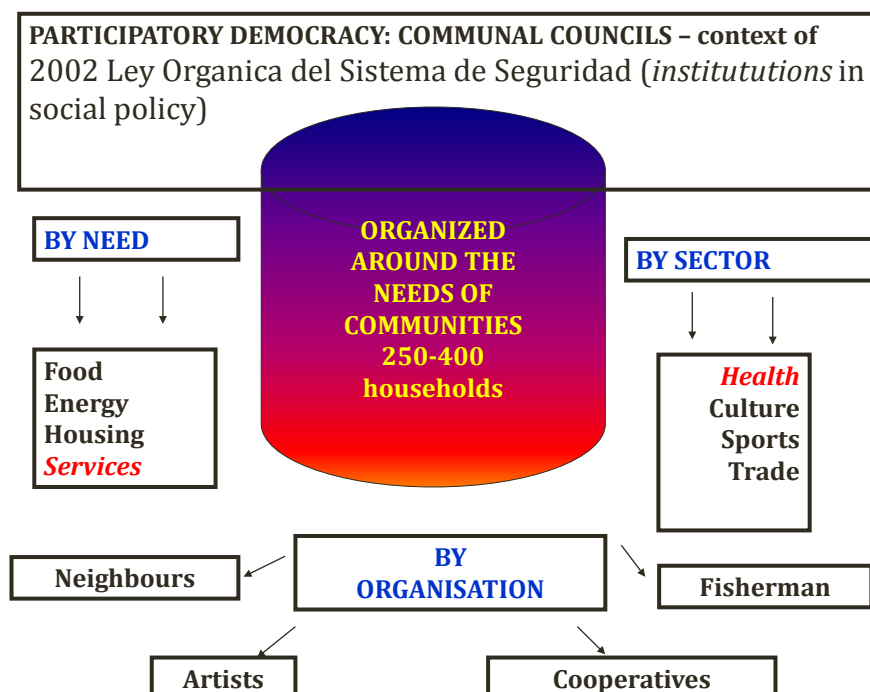 PARTICIPATORY DEMOCRACY: COMMUNAL COUNCILS – context of
2002 Ley Organica del Sistema de Seguridad (institututions in
social policy)
BY NEED
ORGANIZED
AROUND THE
NEEDS OF
COMMUNITIES
250-400
households
BY SECTOR
Food
Energy
Housing
Services
Health
Culture
Sports
Trade
BY
ORGANISATION
Neighbours
Fisherman
Artists
Cooperatives